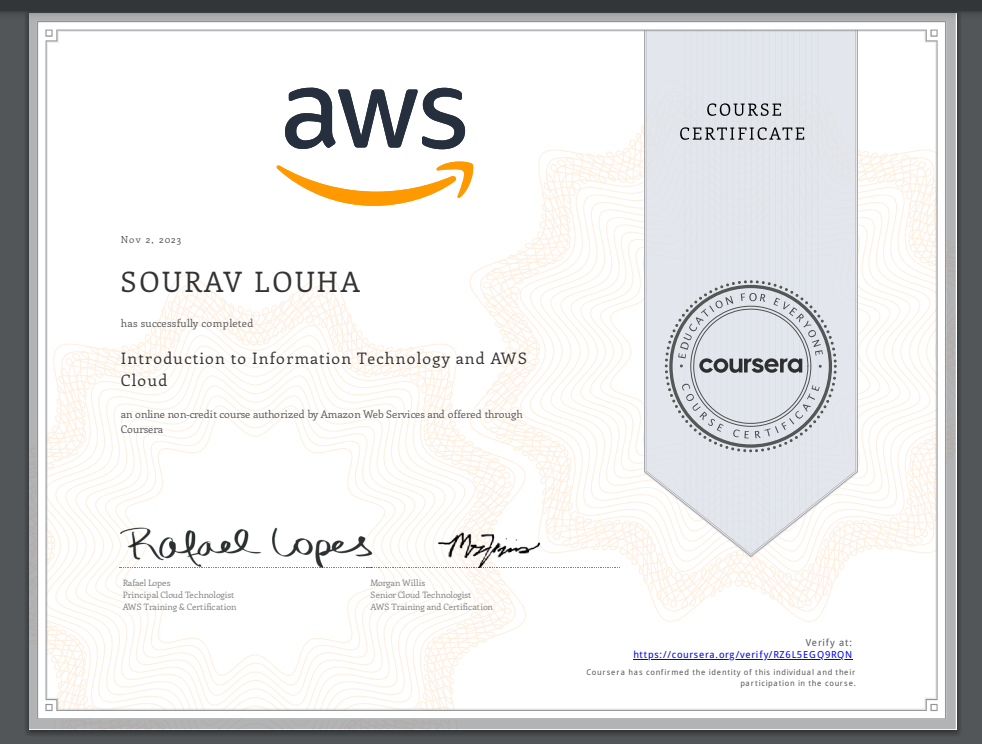 aws
COURSE
CERTIFICATE
Nov 2, 2023
SOURAV LOUHA
has successfully completed
Introduction to Information Technology and AWS
Cloud
an online non-credit course authorized by Amazon Web Services and offered through
Coursera
EDUCATION FOR EVERYONE
coursera
COURSE CERTIFICATE
Rafael Lopes
Rafael Lopes
Principal Cloud Technologist
AWS Training & Certification
Morgan Willis
Senior Cloud Technologist
AWS Training and Certification
Verify at:
https://coursera.org/verify/RZ6L5EGQ9RQN
Coursera has confirmed the identity of this individual and their
participation in the course.